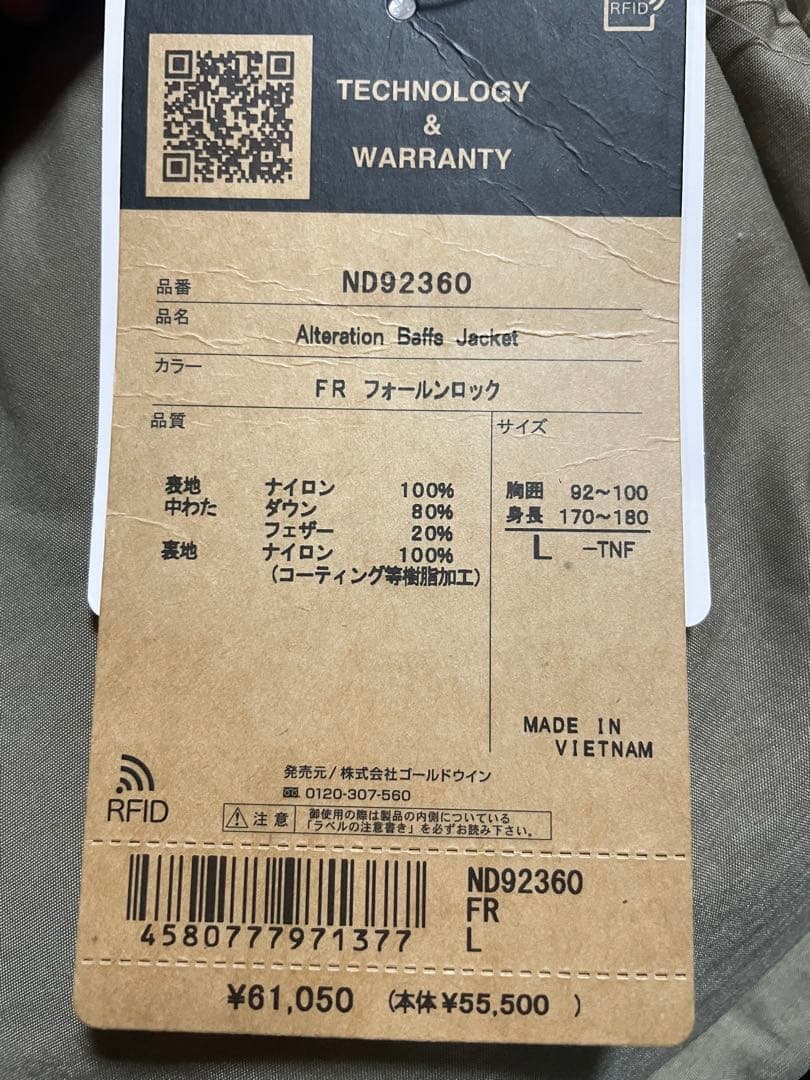 RFID
TECHNOLOGY
&
WARRANTY
品番 ND92360
品名
Alteration Baffs Jacket
カラー
FR フォールンロック
品質
表地 ナイロン 100%
中わた ダウン 80%
フェザー 20%
裏地 ナイロン 100%
(コーティング等樹脂加工)
サイズ
胸囲 92～100
身長 170～180
L -TNF
MADE IN
VIETNAM
発売元/株式会社ゴールドウイン
0120-307-560
RFID
注意
御使用の際は製品の内側についている
「ラベルの注意書き」を必ずお読み下さい。
4580777971377
ND92360
FR
L
¥61,050 (本体¥55,500 )